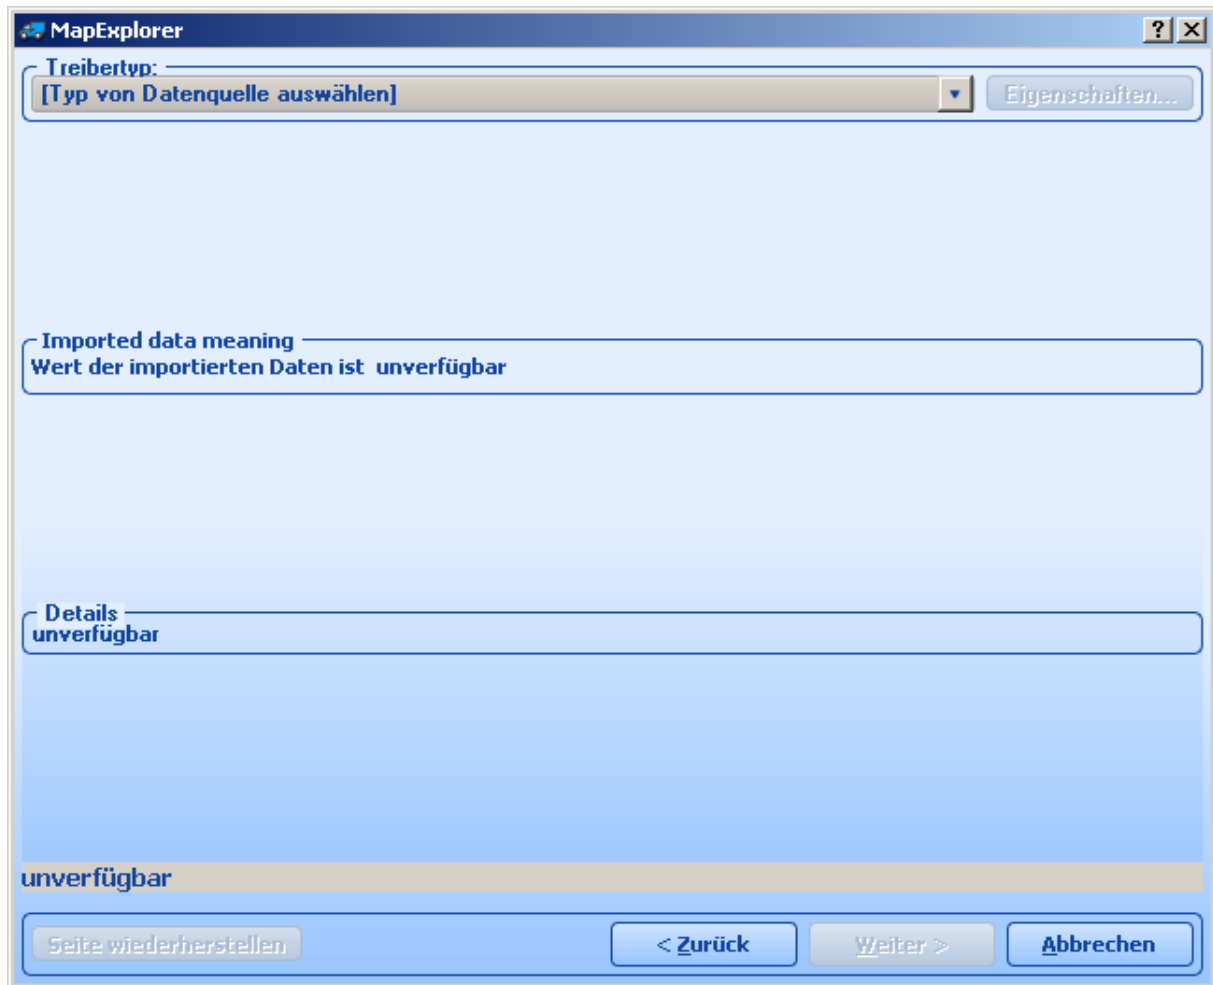 MapExplorer
Treibertyp:
[Typ von Datenquelle auswählen]
Eigenschaften...
Imported data meaning
Wert der importierten Daten ist unverfügbar
Details
unverfügbar
unverfügbar
Seite wiederherstellen
< Zurück
Weiter >
Abbrechen